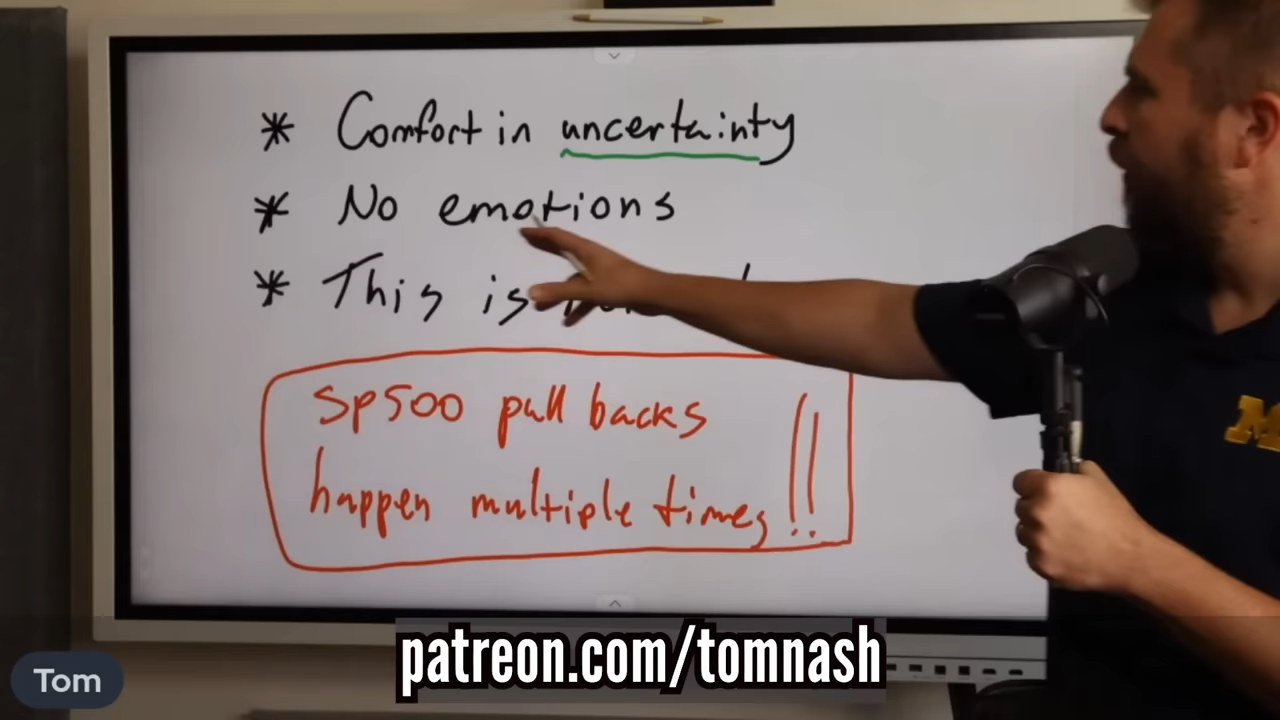 * Comfort in uncertainty
* No emotions
* This is
SP500 pull backs
happen multiple times !!
M
patreon.com/tomnash
Tom